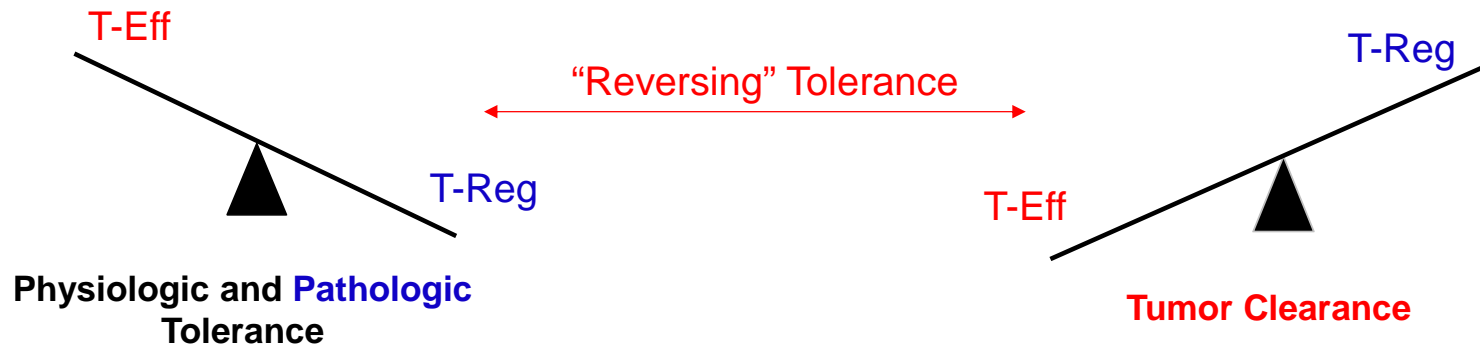 T-Eff
T-Reg
“Reversing” Tolerance
T-Reg
T-Eff
Physiologic and Pathologic
Tolerance
Tumor Clearance